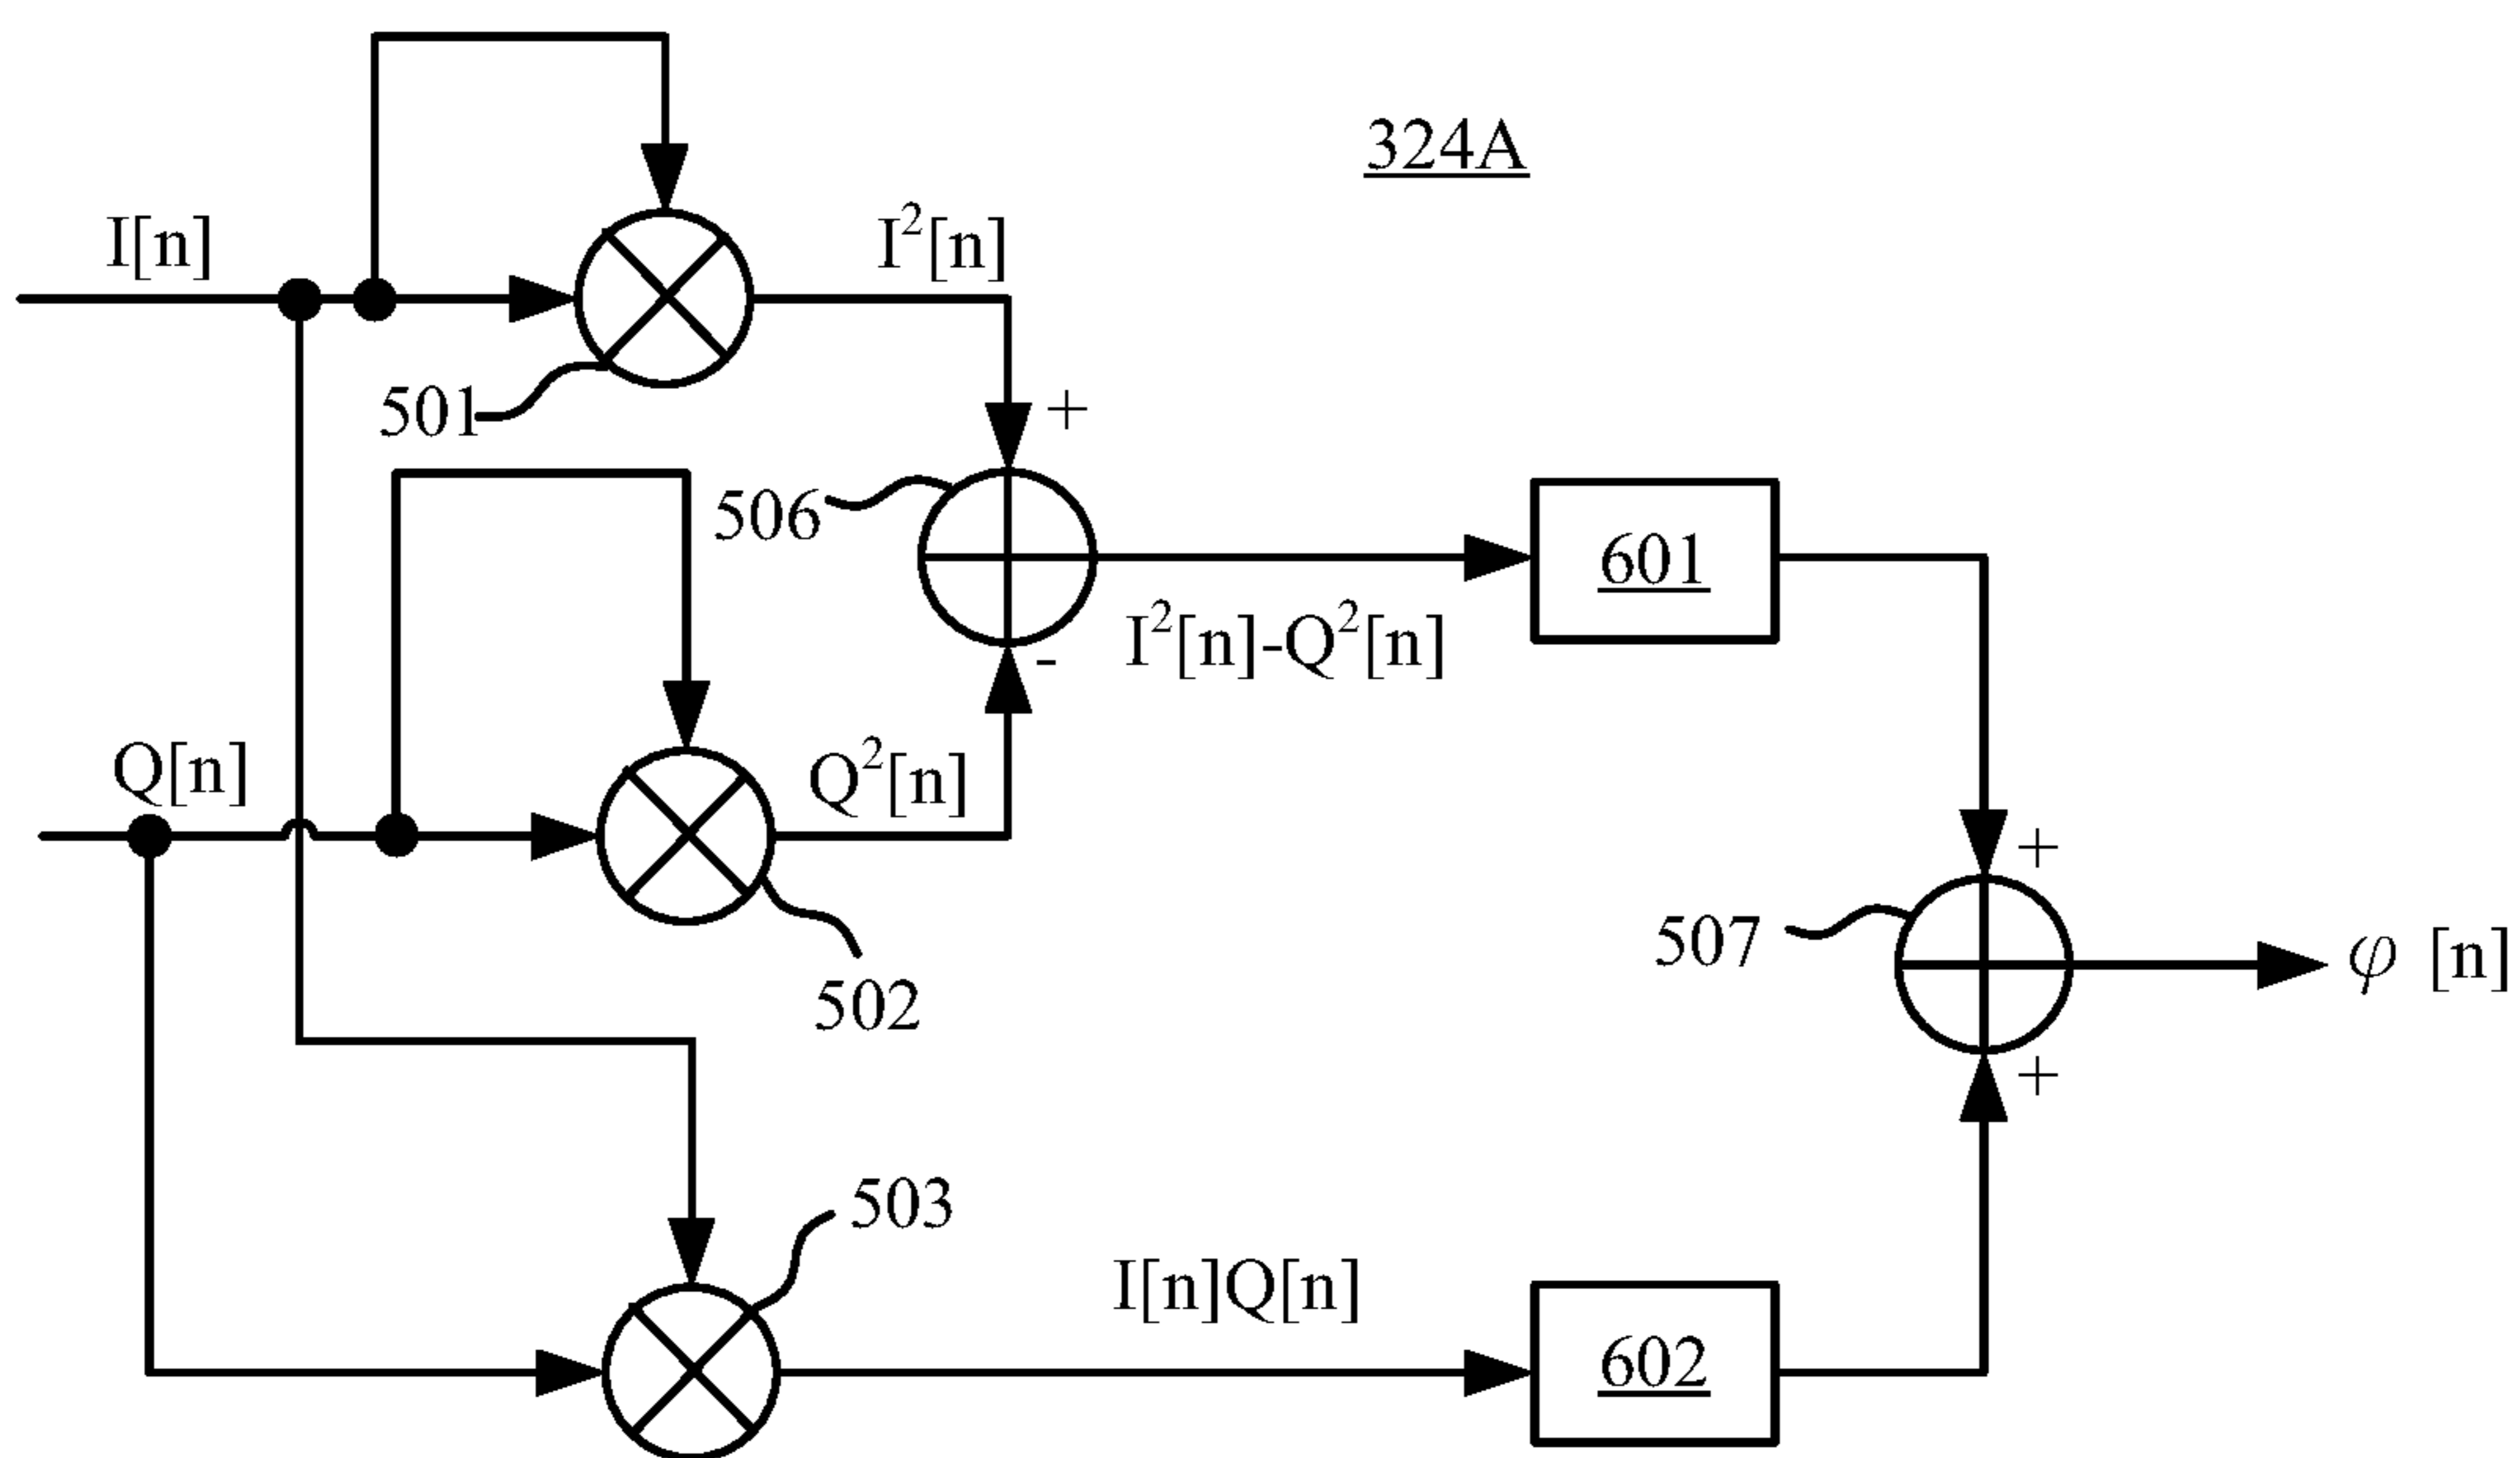 324A
I[n]
I²[n]
501
+
506
601
-
I²[n]-Q²[n]
Q[n]
Q²[n]
+
507
φ [n]
502
+
503
I[n]Q[n]
602